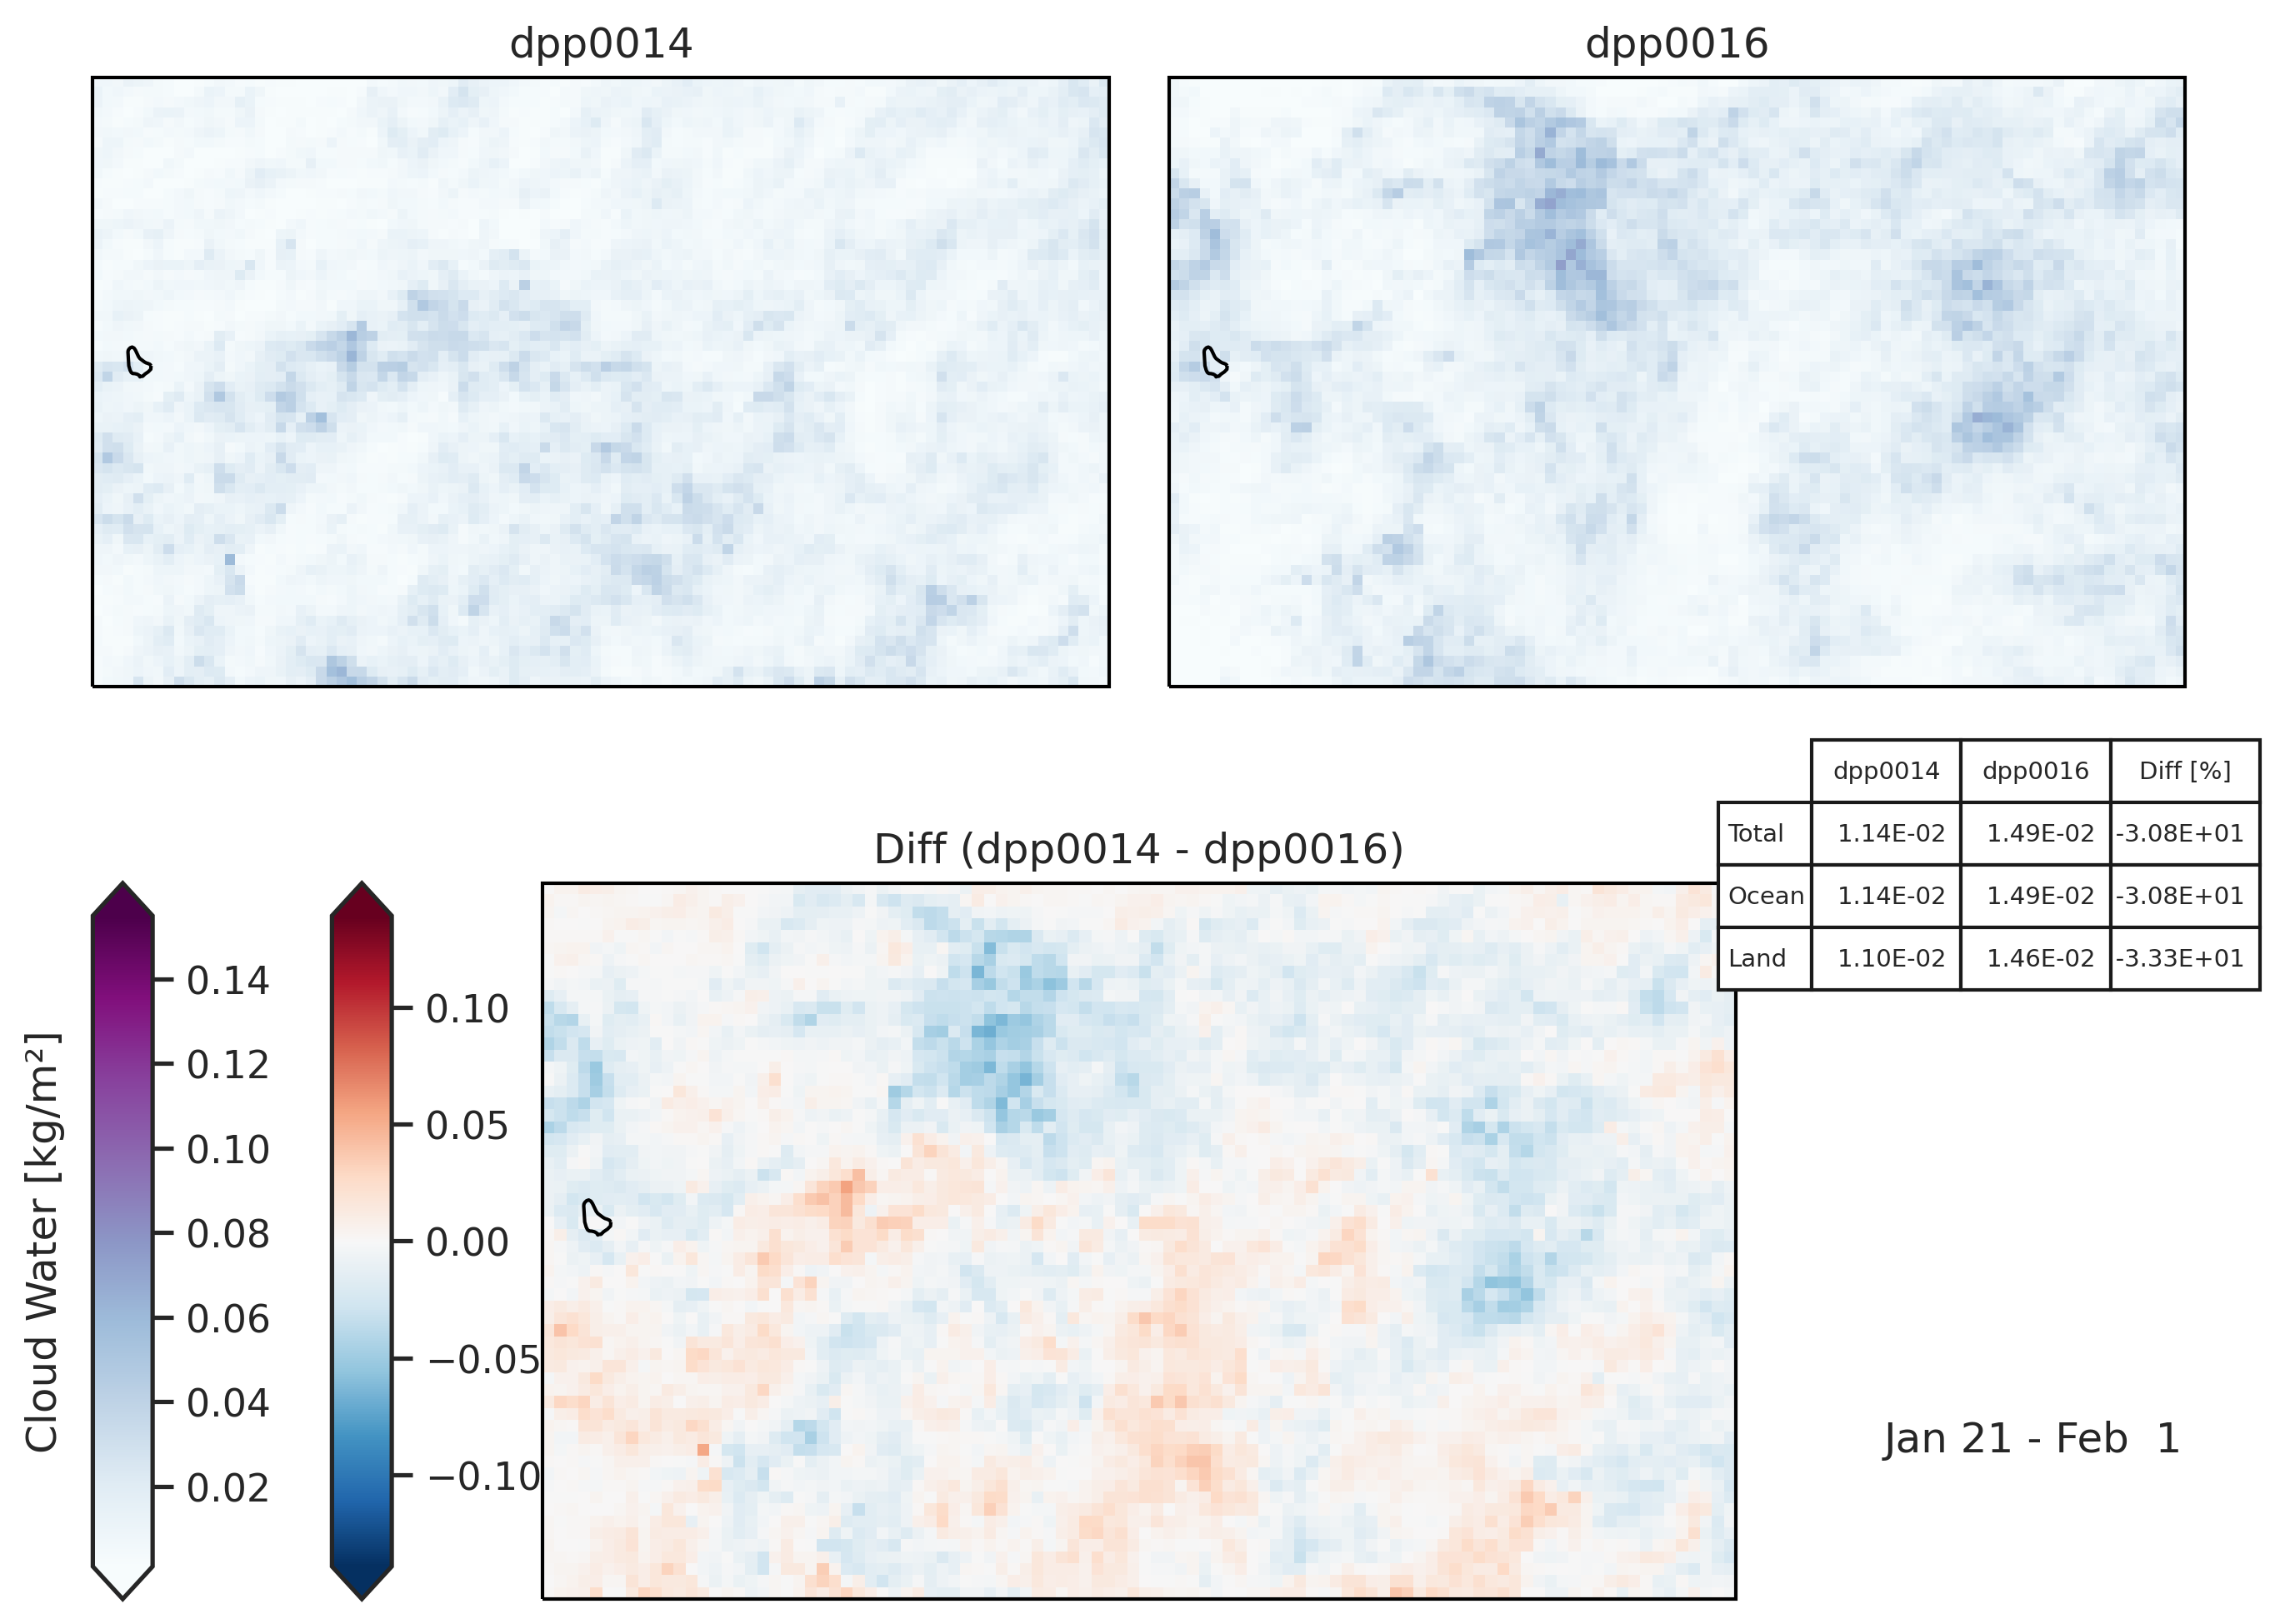 dpp0014
dpp0016
dpp0014 dpp0016 Diff [%]
Total 1.14E-02 1.49E-02 -3.08E+01
Ocean 1.14E-02 1.49E-02 -3.08E+01
Land 1.10E-02 1.46E-02 -3.33E+01
Diff (dpp0014 - dpp0016)
Cloud Water [kg/m²]
0.14
0.12
0.10
0.08
0.06
0.04
0.02
0.10
0.05
0.00
−0.05
−0.10
Jan 21 - Feb  1